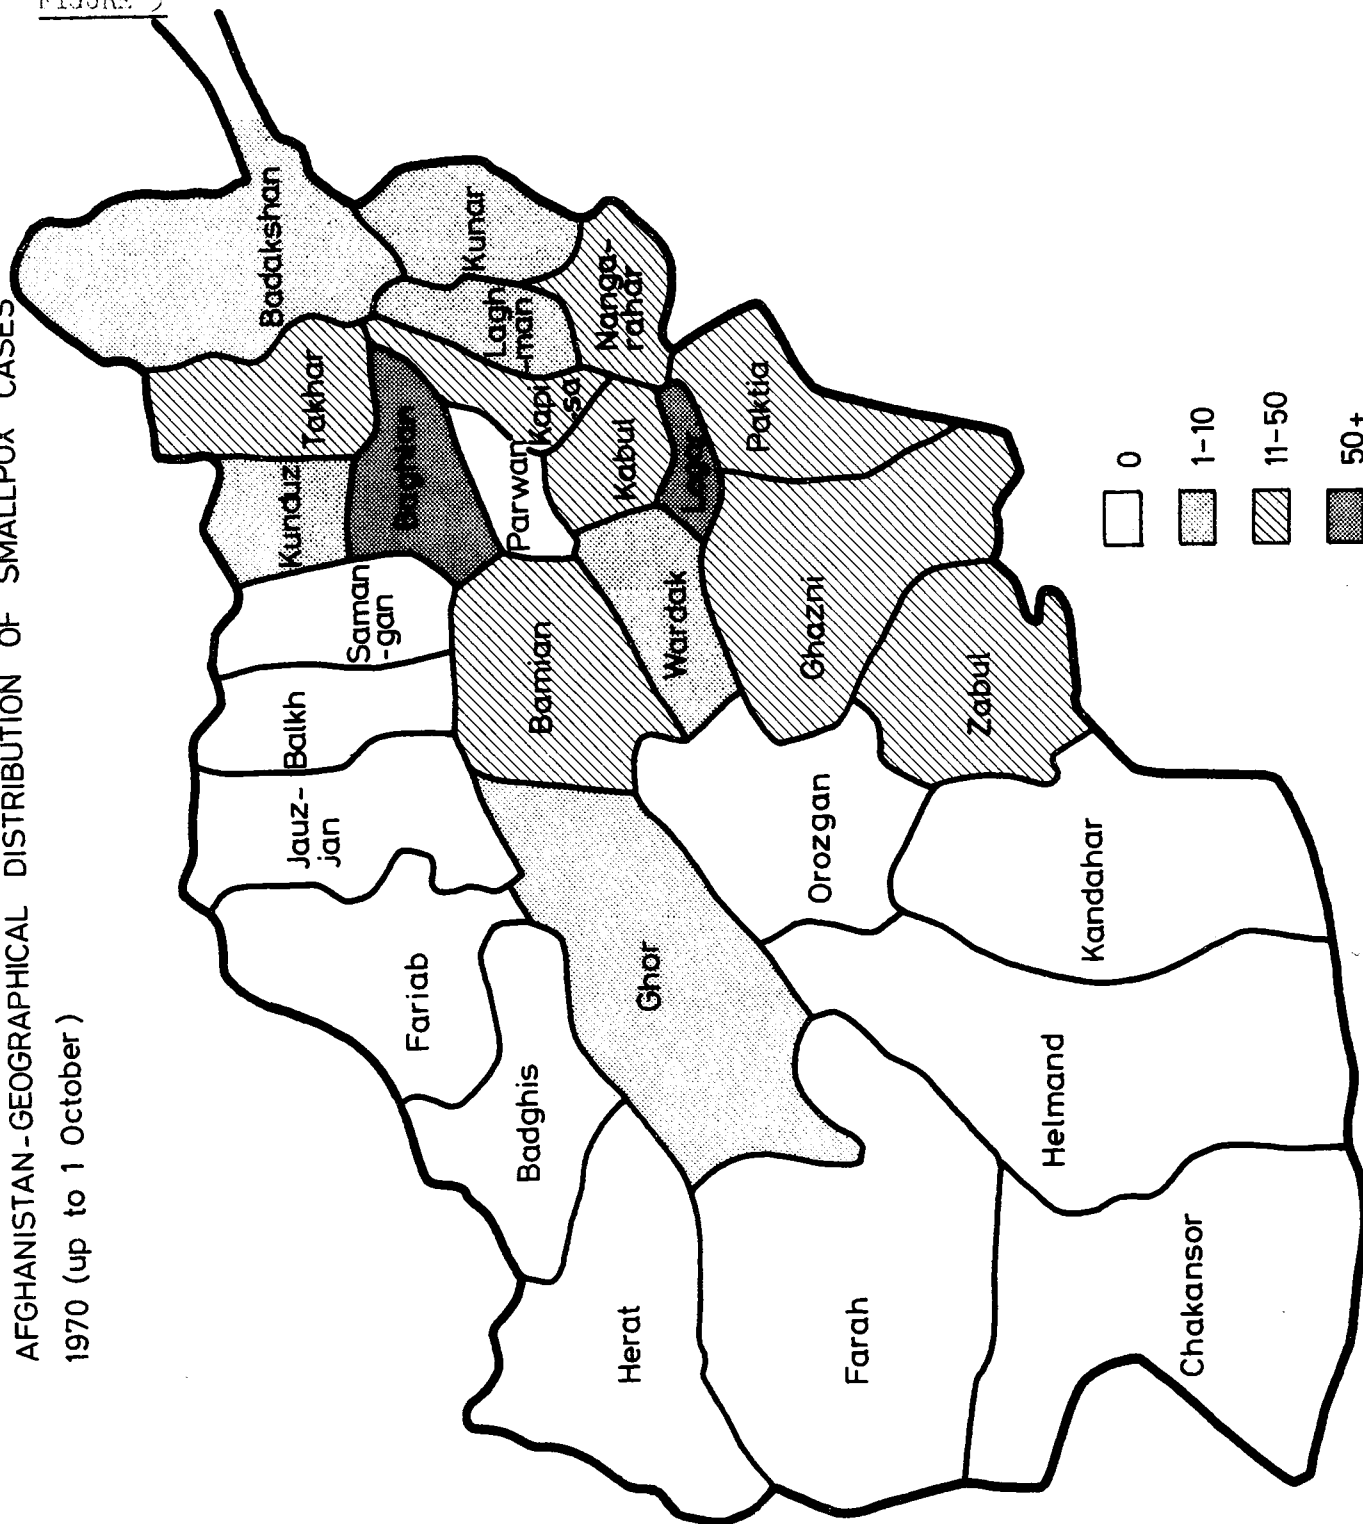 FIGURE 5
AFGHANISTAN-GEOGRAPHICAL DISTRIBUTION OF SMALLPOX CASES
1970 (up to 1 October)
Badakshan
Takhar
Kunduz
Saman
-gan
Balkh
Jauz-
jan
Fariab
Badghis
Herat
Kunar
Lagh
-man
Baghlan
Kapi
sa
Parwan
Bamian
Ghor
Nanga-
rahar
Kabul
Logar
Wardak
Paktia
Ghazni
Orozgan
Zabul
Farah
Kandahar
Helmand
Chakansor
0
1-10
11-50
50+